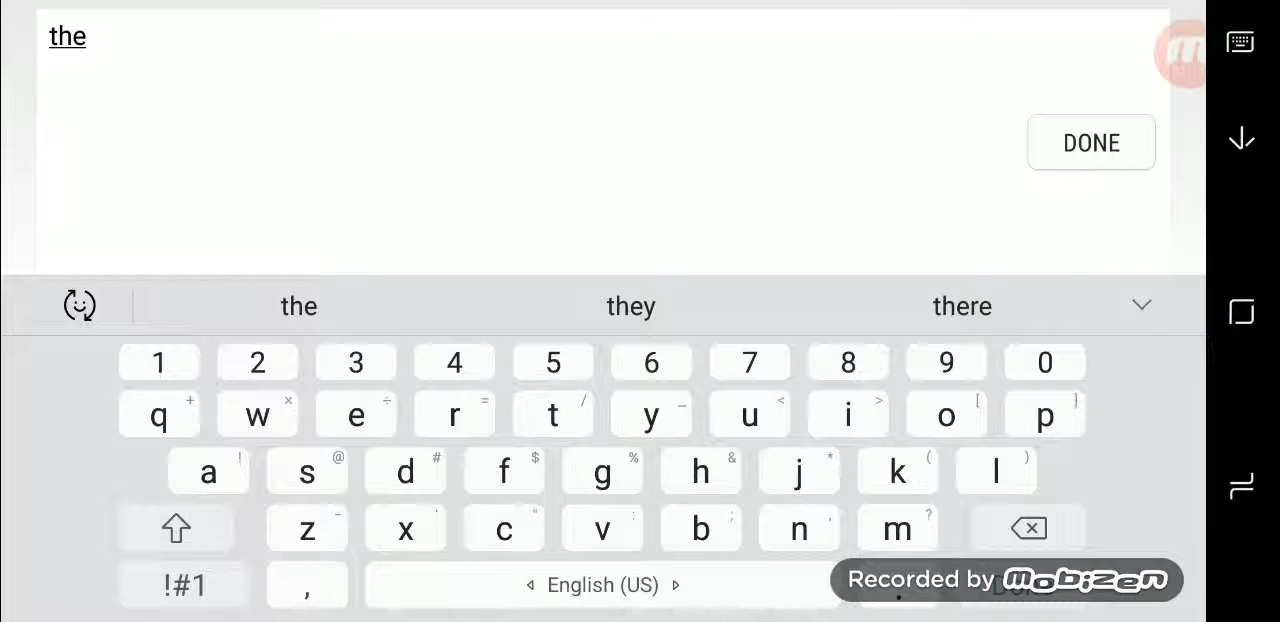 the
DONE
the they there
1 2 3 4 5 6 7 8 9 0
q + w × e ÷ r = t / y _ u < i > o [ p ]
a ! s @ d # f $ g % h & j * k ( l )
z - x ' c " v : b ; n , m ?
!#1 , English (US) .
Recorded by Mobizen